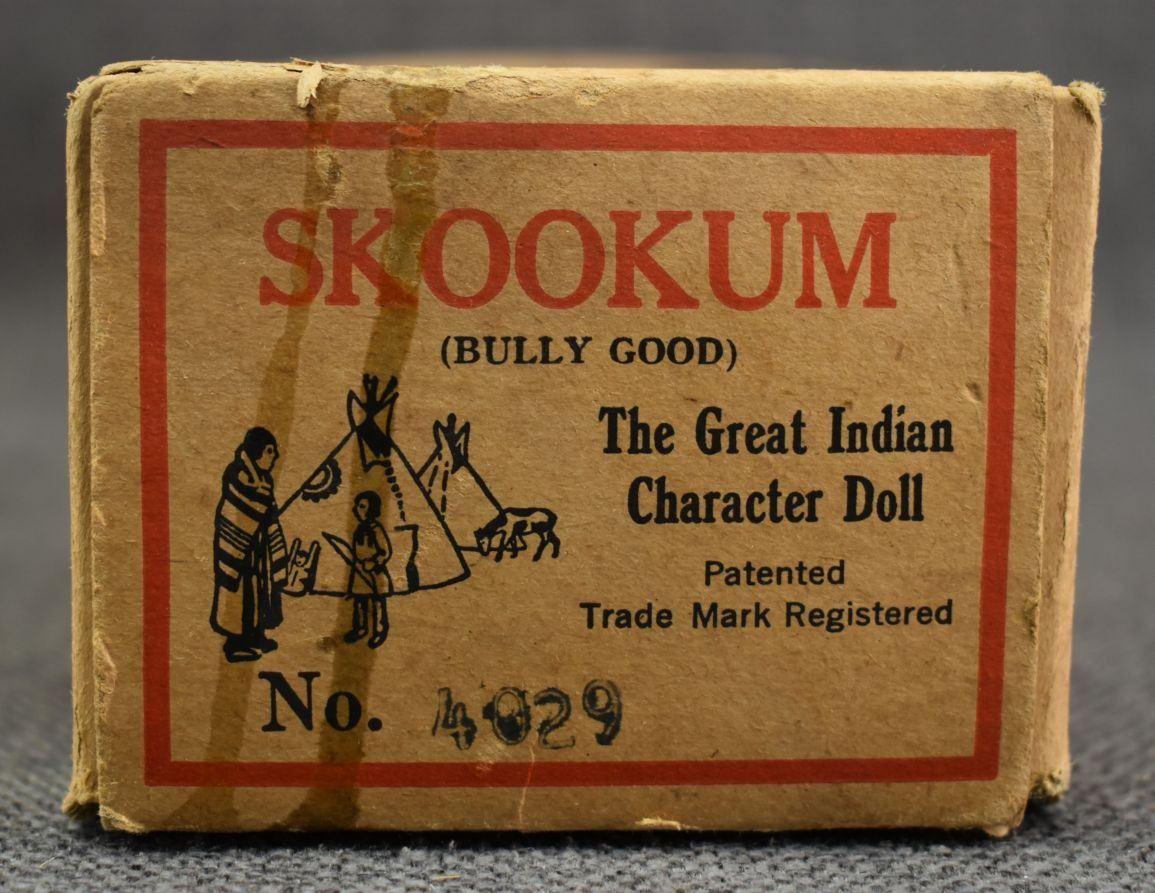 SKOOKUM
(BULLY GOOD)
The Great Indian
Character Doll
Patented
Trade Mark Registered
No. 4029